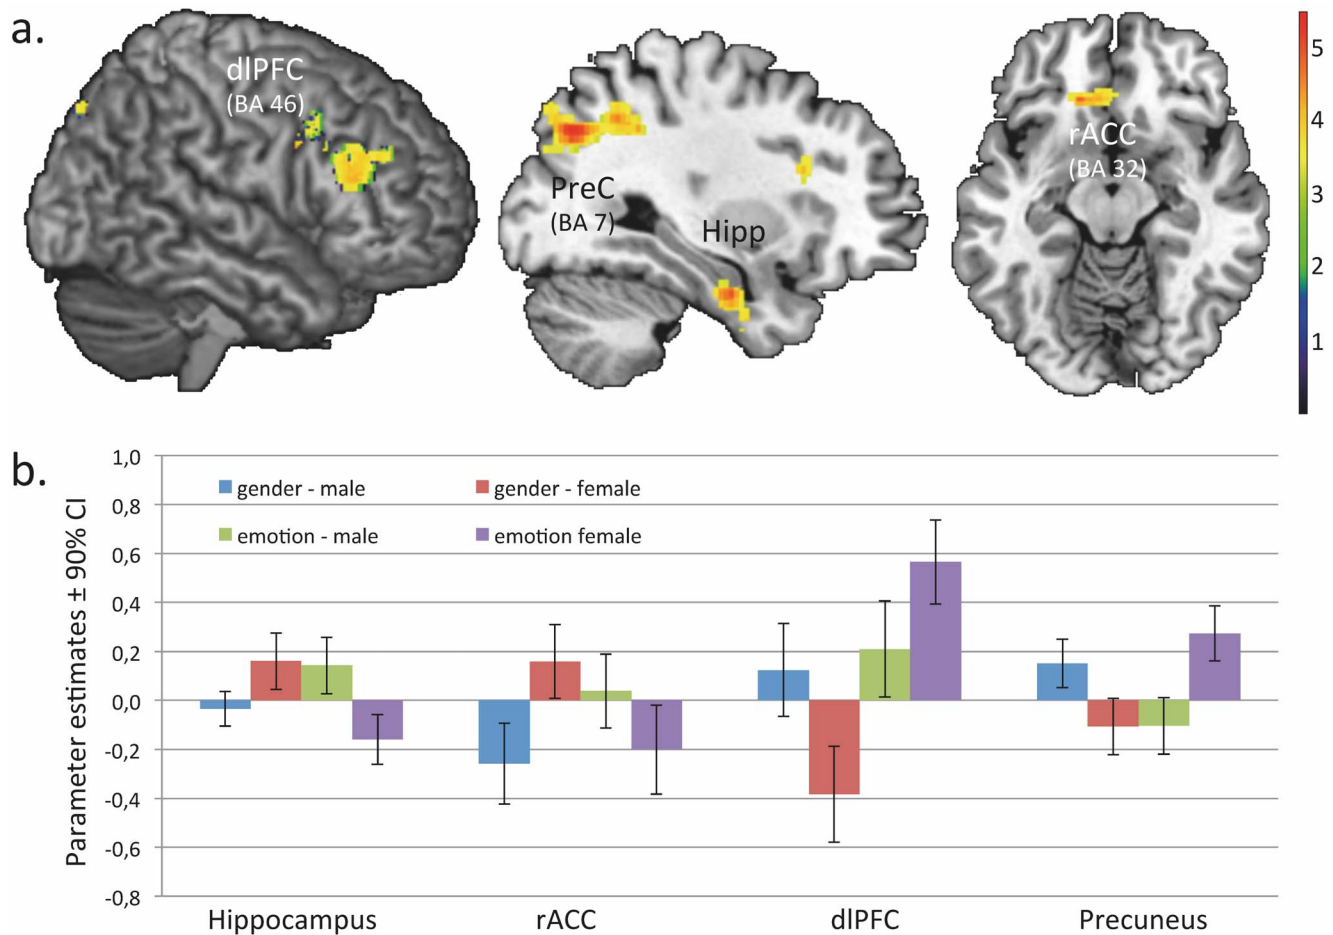 a.
dlPFC
(BA 46)
PreC
(BA 7)
Hipp
rACC
(BA 32)
5
4
3
2
1
b.
Parameter estimates ± 90% CI
1,0
0,8
0,6
0,4
0,2
0,0
-0,2
-0,4
-0,6
-0,8
gender - male
gender - female
emotion - male
emotion female
Hippocampus
rACC
dlPFC
Precuneus